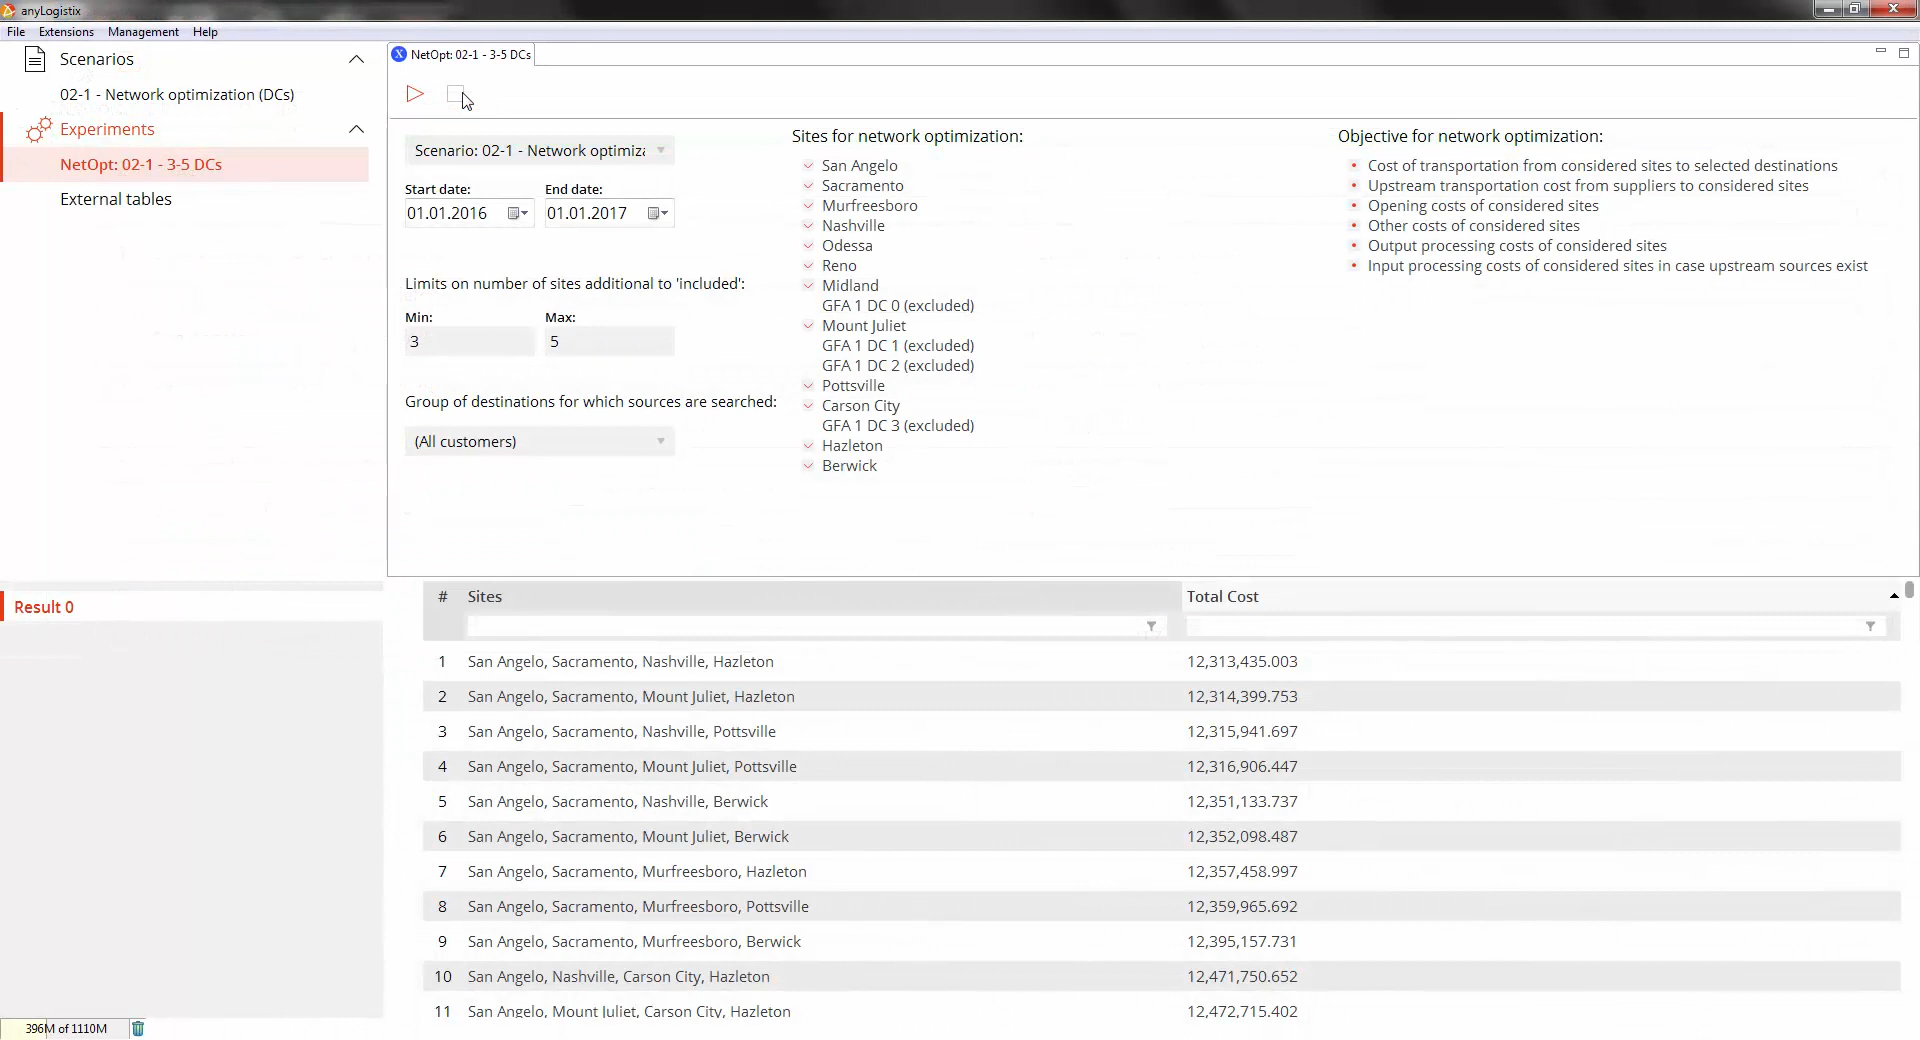 anyLogistix
File Extensions Management Help
Scenarios
02-1 - Network optimization (DCs)
Experiments
NetOpt: 02-1 - 3-5 DCs
External tables
X NetOpt: 02-1 - 3-5 DCs
Scenario: 02-1 - Network optimiza
Start date: End date:
01.01.2016 01.01.2017
Limits on number of sites additional to 'included':
Min: Max:
3 5
Group of destinations for which sources are searched:
(All customers)
Sites for network optimization:
San Angelo
Sacramento
Murfreesboro
Nashville
Odessa
Reno
Midland
GFA 1 DC 0 (excluded)
Mount Juliet
GFA 1 DC 1 (excluded)
GFA 1 DC 2 (excluded)
Pottsville
Carson City
GFA 1 DC 3 (excluded)
Hazleton
Berwick
Objective for network optimization:
• Cost of transportation from considered sites to selected destinations
• Upstream transportation cost from suppliers to considered sites
• Opening costs of considered sites
• Other costs of considered sites
• Output processing costs of considered sites
• Input processing costs of considered sites in case upstream sources exist
Result 0
# Sites Total Cost
1 San Angelo, Sacramento, Nashville, Hazleton 12,313,435.003
2 San Angelo, Sacramento, Mount Juliet, Hazleton 12,314,399.753
3 San Angelo, Sacramento, Nashville, Pottsville 12,315,941.697
4 San Angelo, Sacramento, Mount Juliet, Pottsville 12,316,906.447
5 San Angelo, Sacramento, Nashville, Berwick 12,351,133.737
6 San Angelo, Sacramento, Mount Juliet, Berwick 12,352,098.487
7 San Angelo, Sacramento, Murfreesboro, Hazleton 12,357,458.997
8 San Angelo, Sacramento, Murfreesboro, Pottsville 12,359,965.692
9 San Angelo, Sacramento, Murfreesboro, Berwick 12,395,157.731
10 San Angelo, Nashville, Carson City, Hazleton 12,471,750.652
11 San Angelo, Mount Juliet, Carson City, Hazleton 12,472,715.402
396M of 1110M